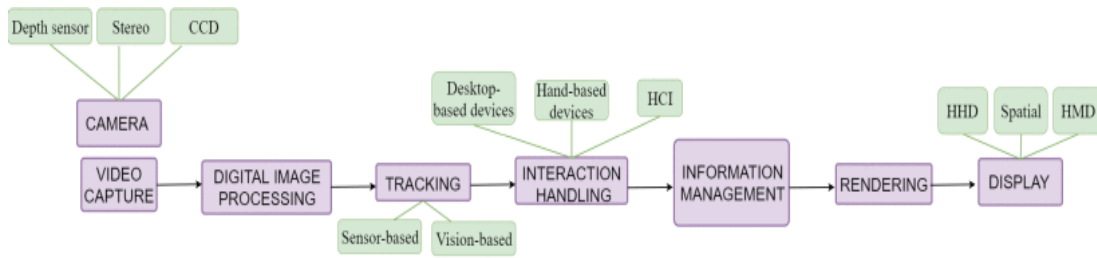 Depth sensor
Stereo
CCD
CAMERA
Desktop-
based devices
Hand-based
devices
HCI
HHD
Spatial
HMD
VIDEO
CAPTURE
DIGITAL IMAGE
PROCESSING
TRACKING
INTERACTION
HANDLING
INFORMATION
MANAGEMENT
RENDERING
DISPLAY
Sensor-based
Vision-based